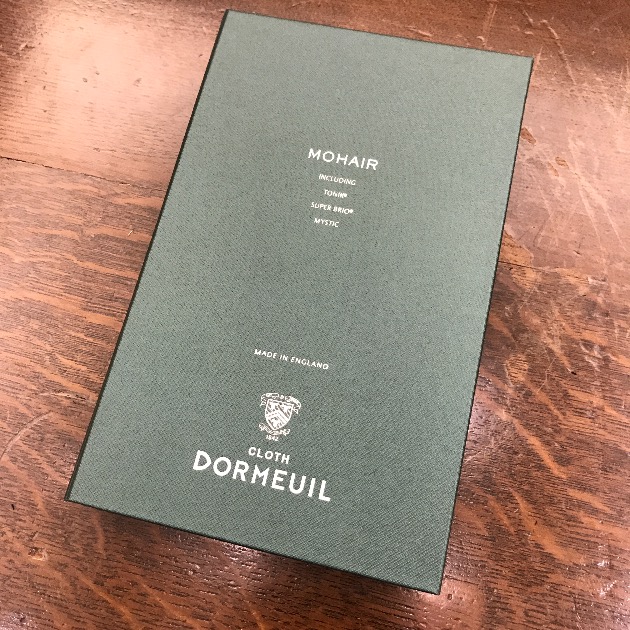 MOHAIR
INCLUDING
TONIK®
SUPER BRIO®
MYSTIC
MADE IN ENGLAND
1842
CLOTH
DORMEUIL